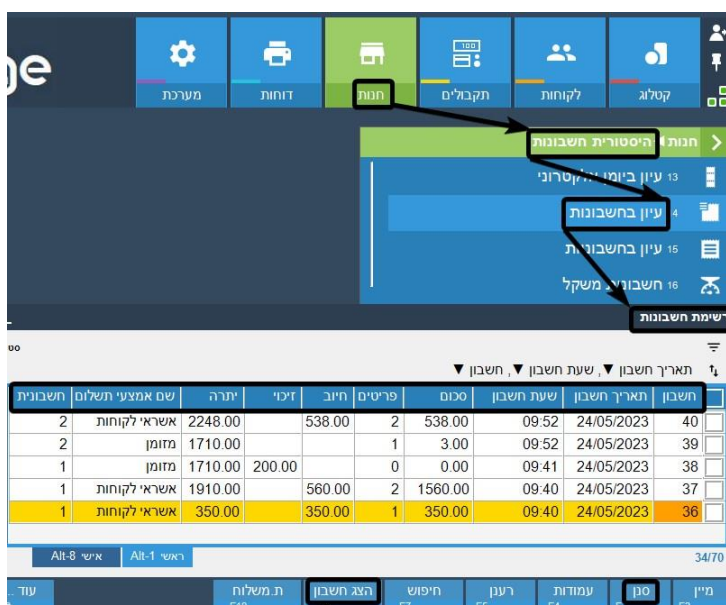 ge
קטלוג
לקוחות
תקבולים
חנות
דוחות
מערכת
חנות היסטורית חשבונות
13 עיון ביומן אלקטרוני
4 עיון בחשבונות
15 עיון בחשבוניות
16 חשבונית משקל
רשימת חשבונות
תאריך חשבון ▼, שעת חשבון ▼, חשבון ▼
חשבון תאריך חשבון שעת חשבון סכום פריטים חיוב זיכוי יתרה שם אמצעי תשלום חשבונית
40 24/05/2023 09:52 538.00 2 538.00 2248.00 אשראי לקוחות 2
39 24/05/2023 09:52 3.00 1 1710.00 מזומן 2
38 24/05/2023 09:41 0.00 0 200.00 1710.00 מזומן 1
37 24/05/2023 09:40 1560.00 2 560.00 1910.00 אשראי לקוחות 1
36 24/05/2023 09:40 350.00 1 350.00 350.00 אשראי לקוחות 1
ראשי Alt-1 אישי Alt-8
34/70
מיין סנן עמודות רענן חיפוש הצג חשבון ת.משלוח עוד ...